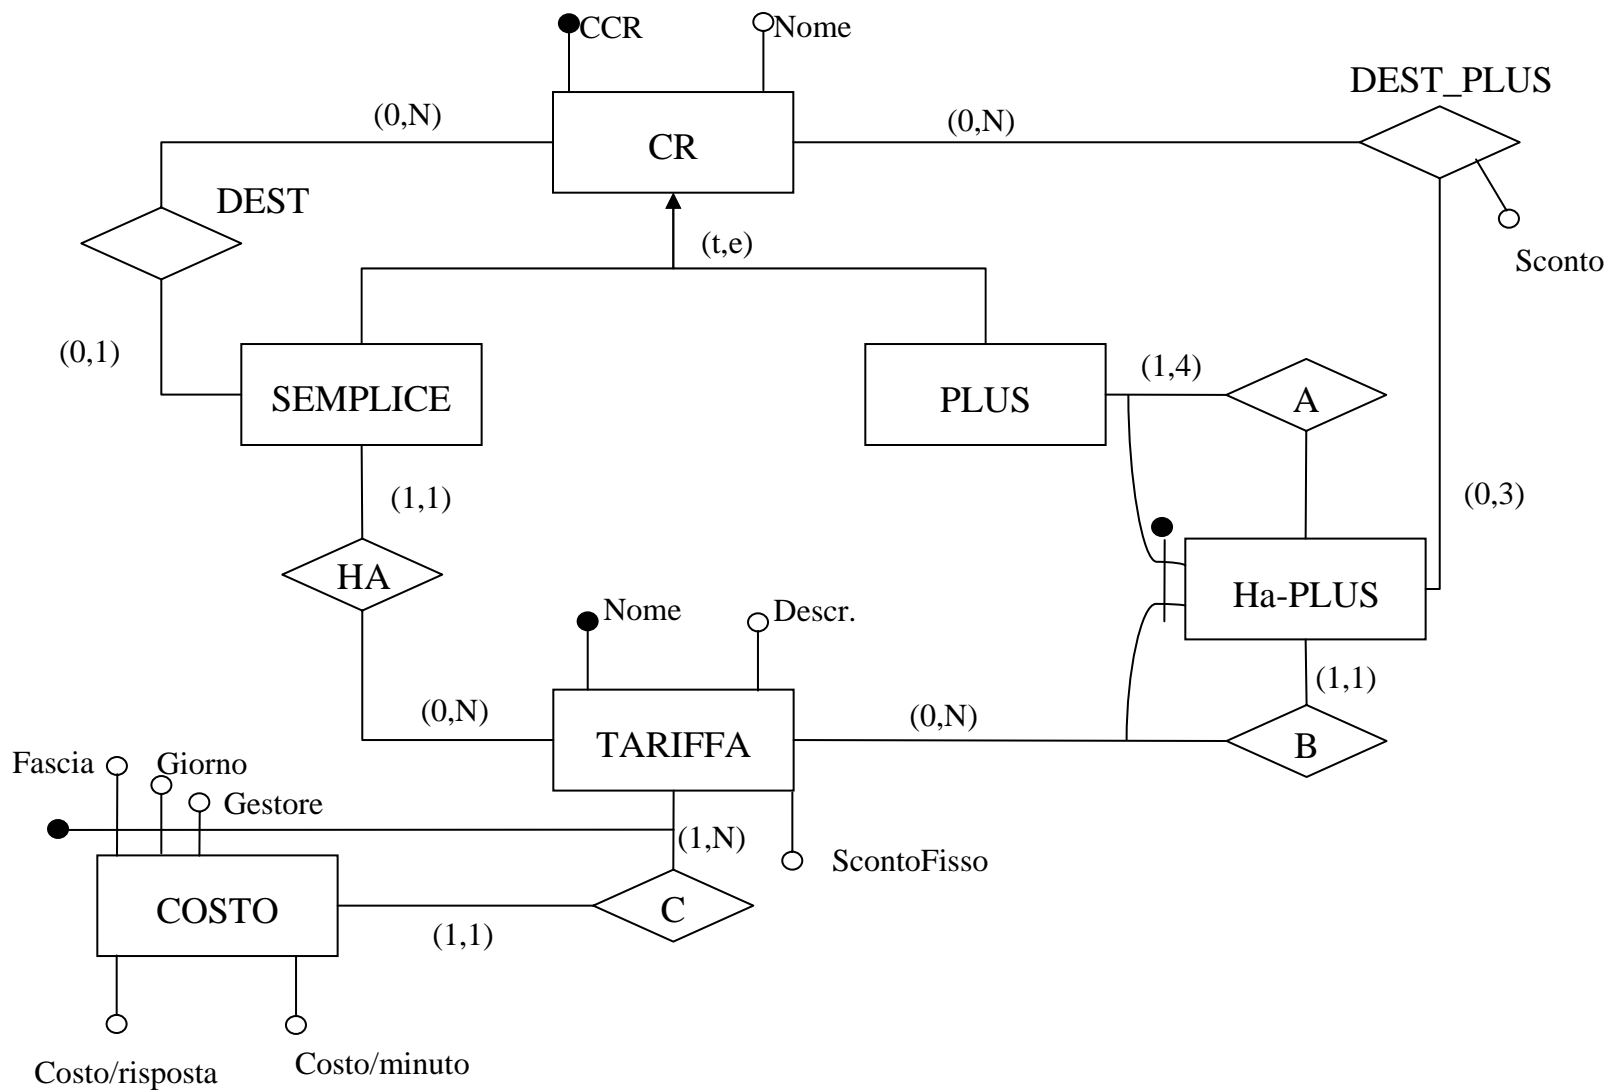 CCR
Nome
DEST_PLUS
(0,N)
(0,N)
CR
DEST
(t,e)
Sconto
(0,1)
(1,4)
SEMPLICE
PLUS
A
(1,1)
(0,3)
HA
Ha-PLUS
Nome
Descr.
(1,1)
(0,N)
(0,N)
TARIFFA
B
Fascia
Giorno
Gestore
(1,N)
ScontoFisso
COSTO
C
(1,1)
Costo/risposta
Costo/minuto